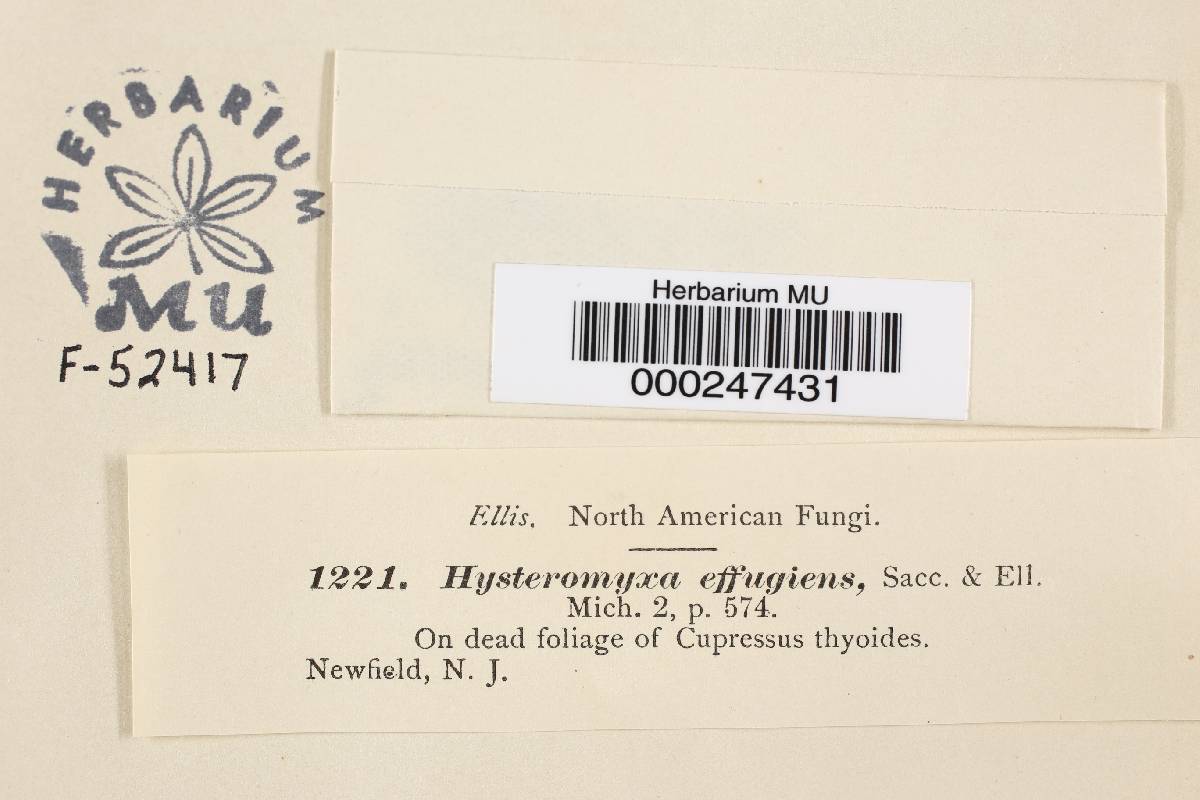 HERBARIUM
MU
F-52417
Herbarium MU
000247431
Ellis. North American Fungi.
1221. Hysteromyxa effugiens, Sacc. & Ell.
Mich. 2, p. 574.
On dead foliage of Cupressus thyoides.
Newfield, N. J.